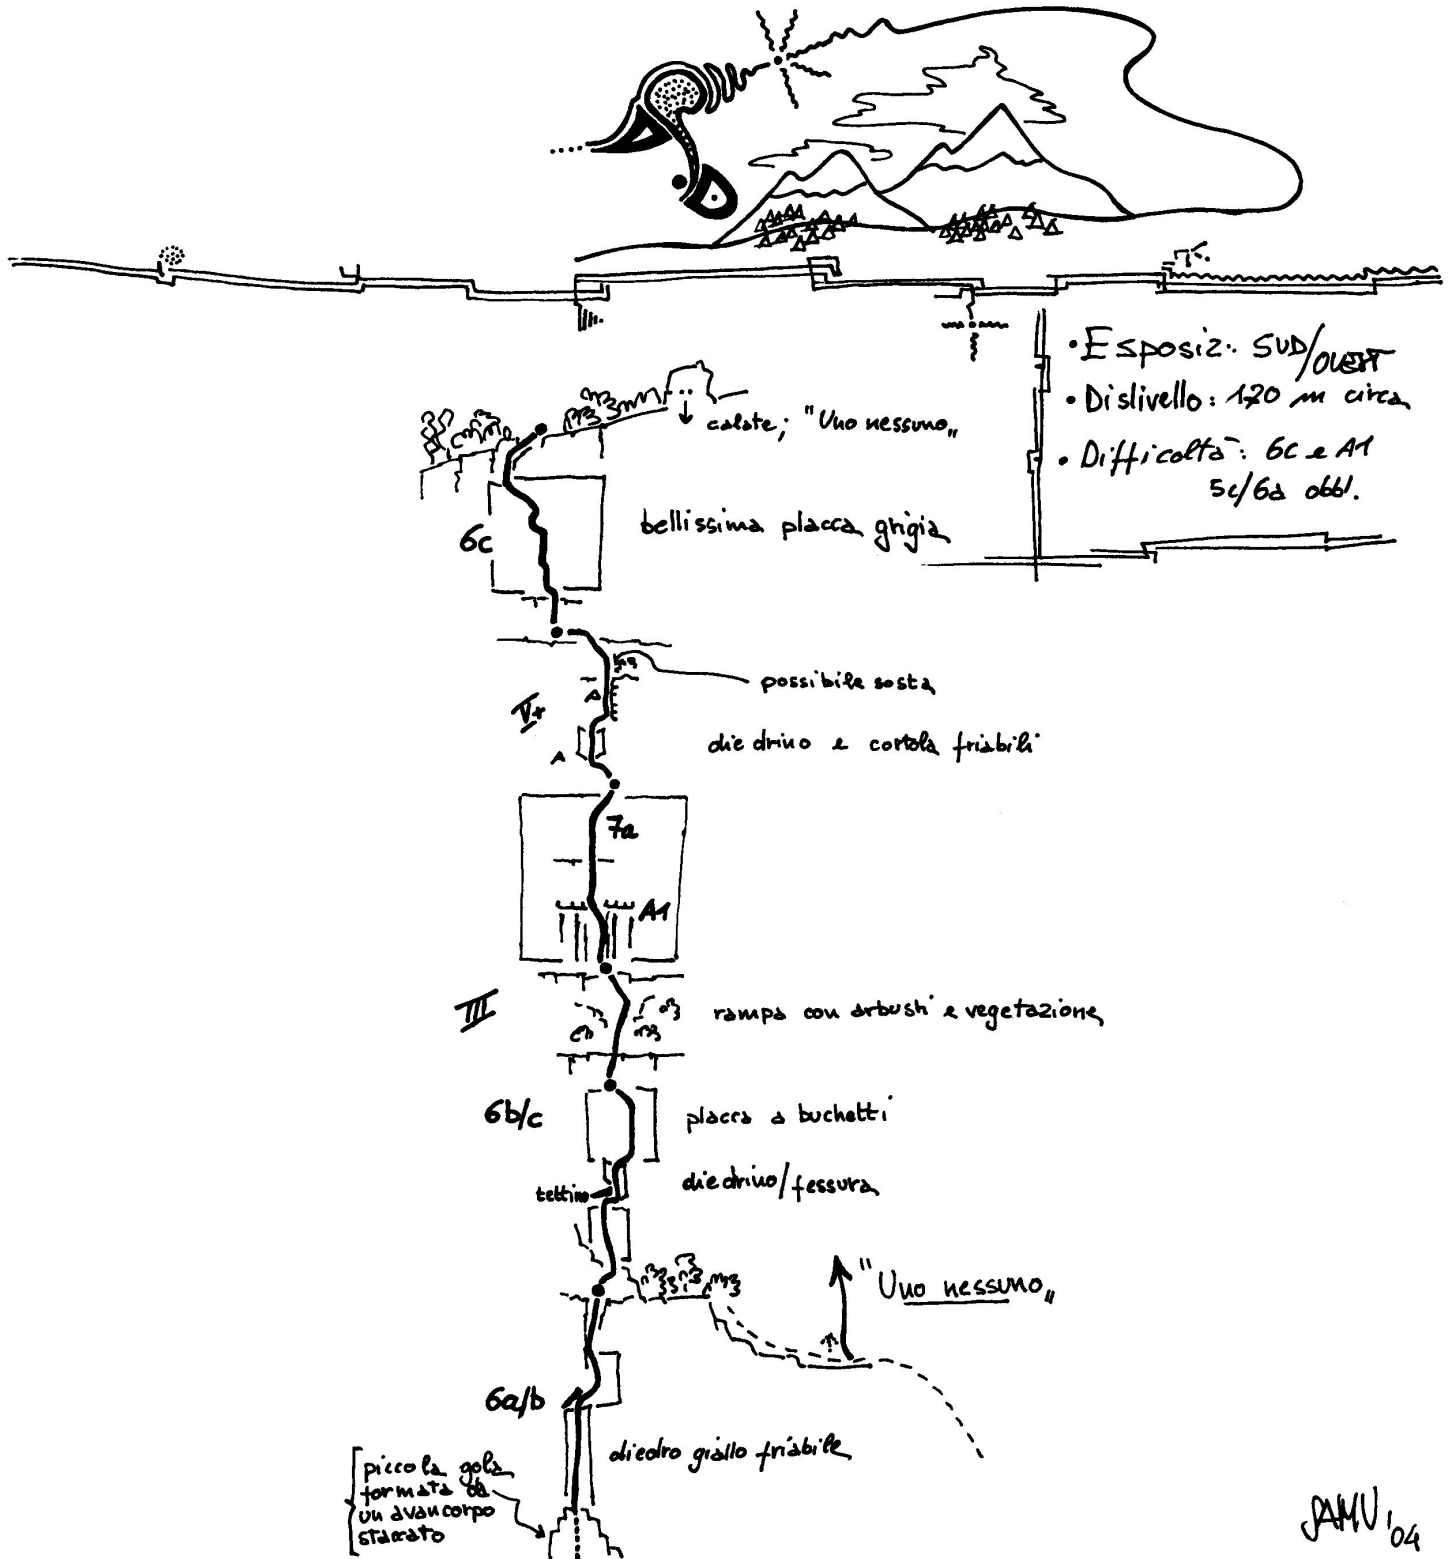 • Esposiz.: SUD/OVEST
• Dislivello: 120 m circa
• Difficoltà: 6c e A1
5c/6a obbl.
calate; "Uno nessuno"
6c
bellissima placca grigia
possibile sosta
V+
diedrino e cortola friabili
7a
A1
III
rampa con arbusti e vegetazione
6b/c
placca a buchetti
tettino
diedrino/fessura
"Uno nessuno"
6a/b
diedro giallo friabile
piccola gola
formata da
un avancorpo
staccato
SAMU '04